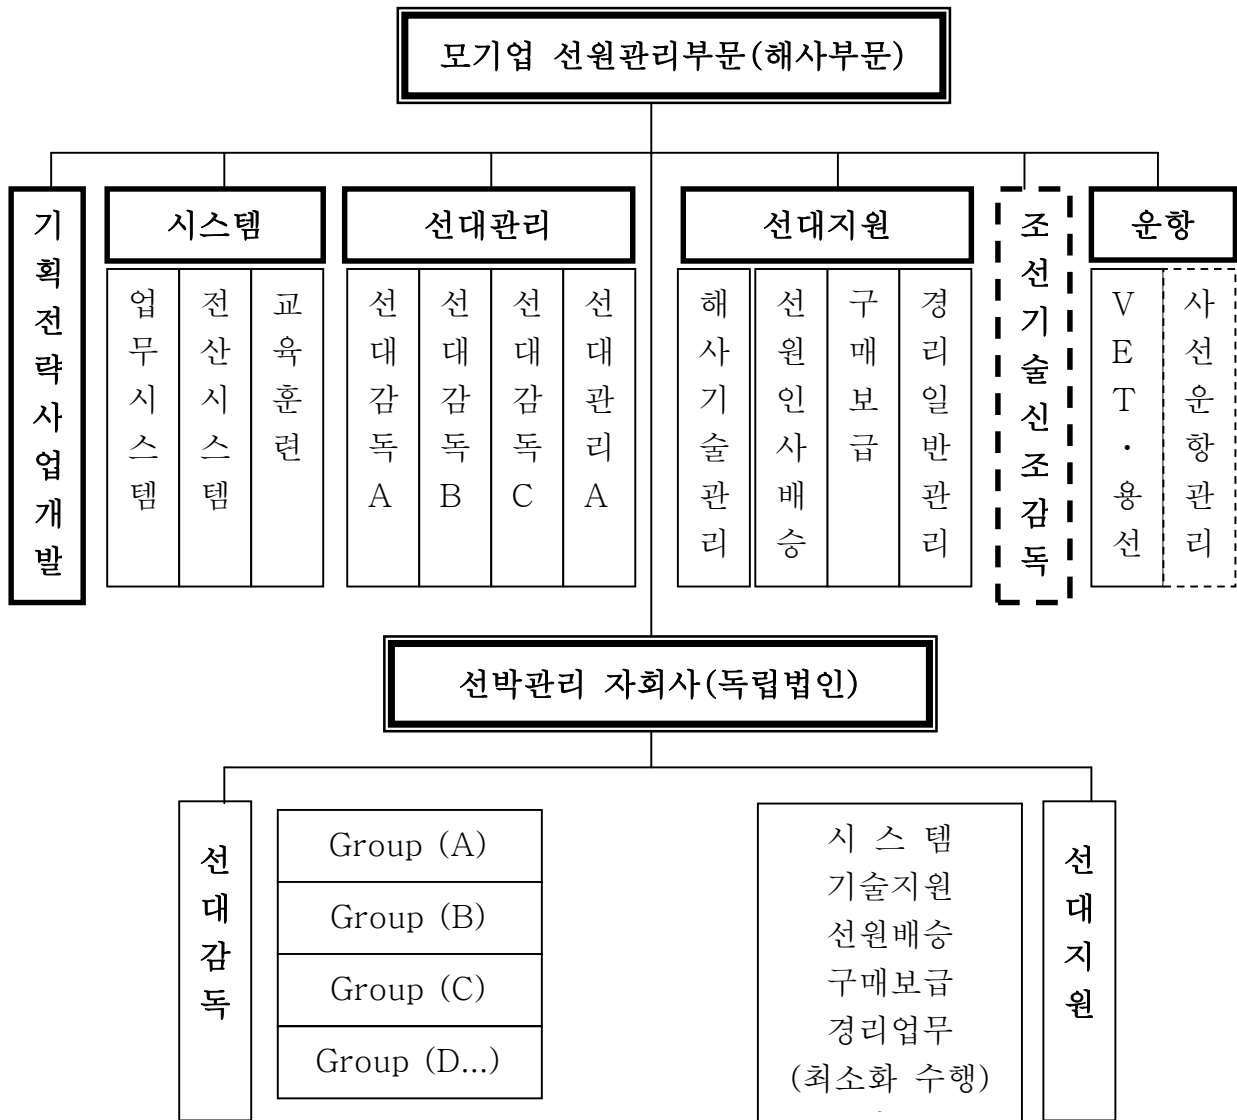 모기업 선원관리부문(해사부문)
기획전략사업개발
시스템
업무시스템
전산시스템
교육훈련
선대관리
선대감독A
선대감독B
선대감독C
선대관리A
선대지원
해사기술관리
선원인사배승
구매보급
경리일반관리
조선기술신조감독
운항
VET·용선
사선운항관리
선박관리 자회사(독립법인)
선대감독
Group (A)
Group (B)
Group (C)
Group (D...)
시 스 템
기술지원
선원배승
구매보급
경리업무
(최소화 수행)
선대지원